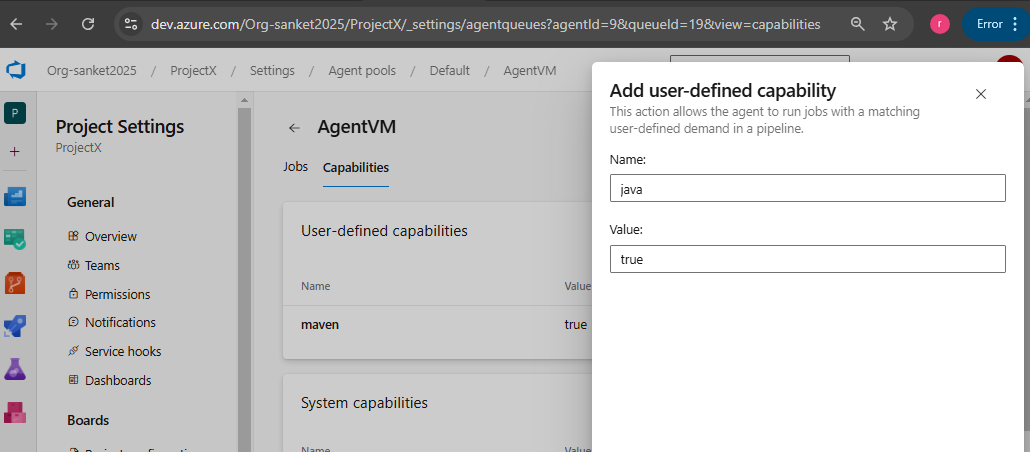 dev.azure.com/Org-sanket2025/ProjectX/_settings/agentqueues?agentId=9&queueId=19&view=capabilities
r
Error
Org-sanket2025 / ProjectX / Settings / Agent pools / Default / AgentVM
P
Project Settings
ProjectX
General
Overview
Teams
Permissions
Notifications
Service hooks
Dashboards
Boards
AgentVM
Jobs
Capabilities
User-defined capabilities
Name Value
maven true
System capabilities
Name Value
Add user-defined capability
This action allows the agent to run jobs with a matching
user-defined demand in a pipeline.
Name:
java
Value:
true